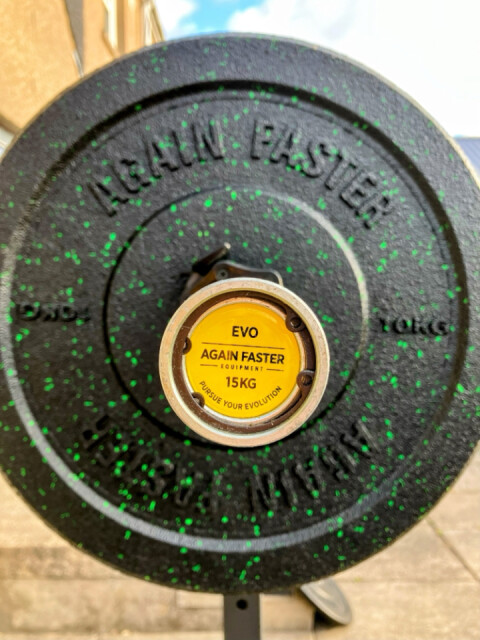 AGAIN FASTER
10KG
10KG
EVO
AGAIN FASTER
EQUIPMENT
15KG
PURSUE YOUR EVOLUTION
AGAIN FASTER